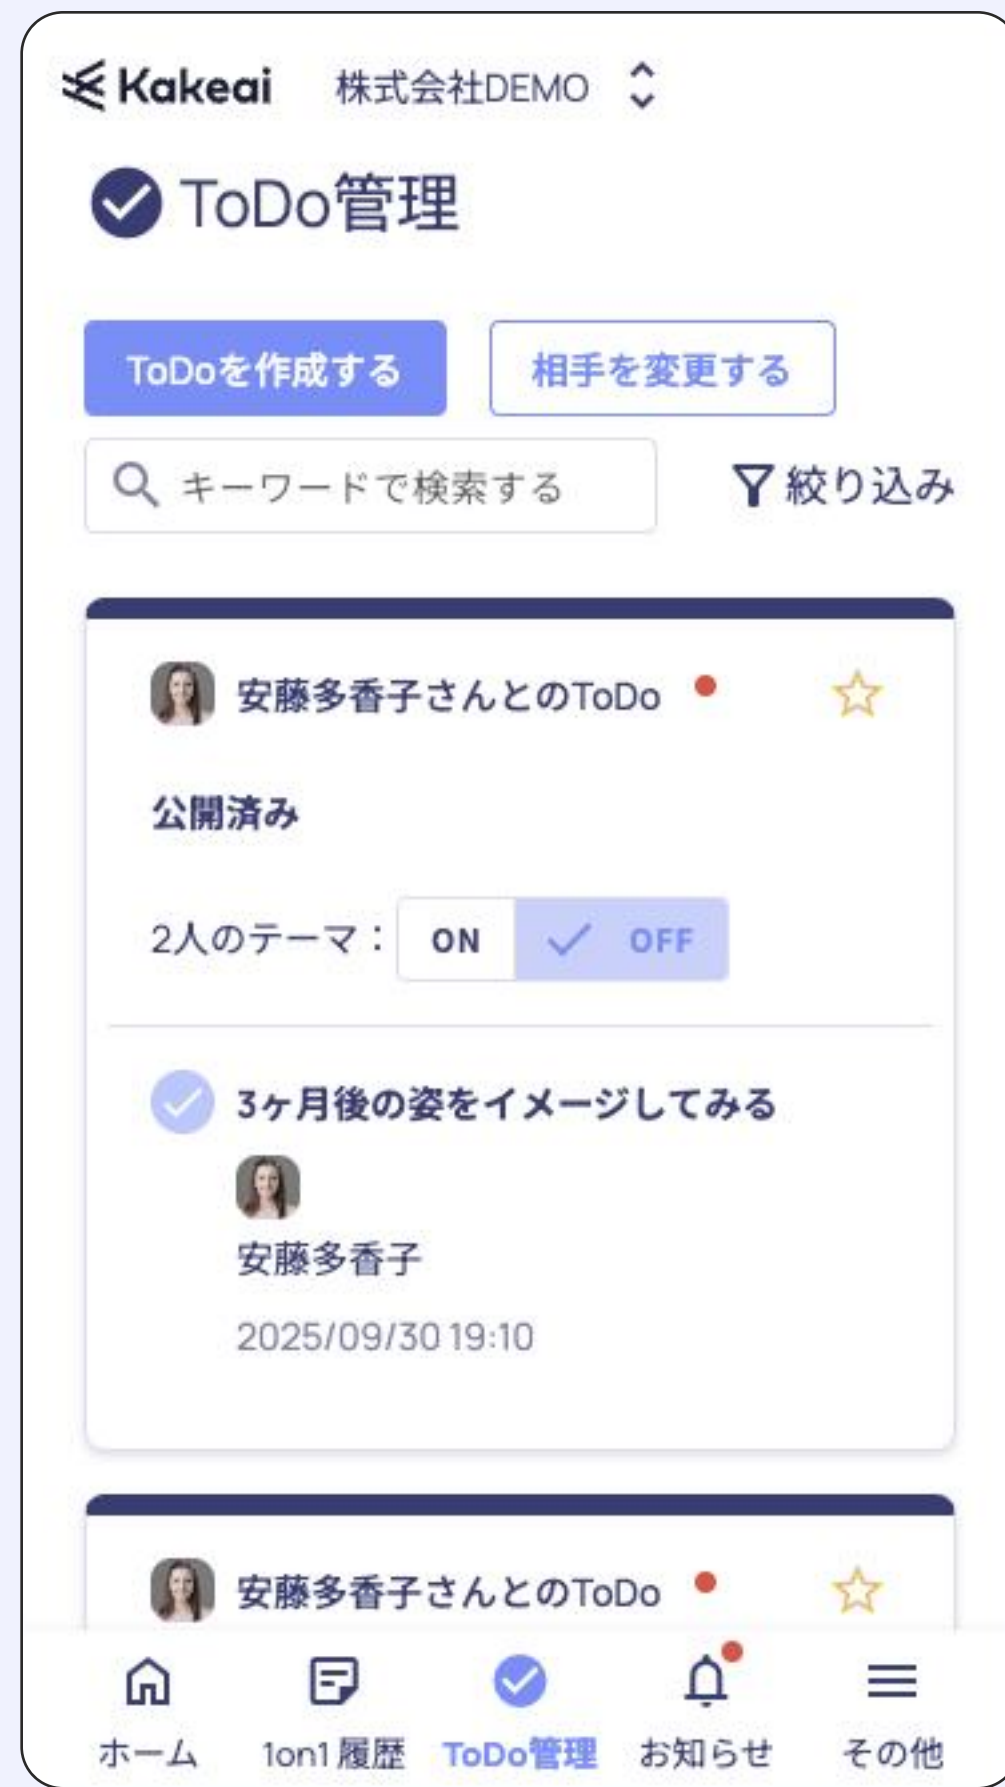 Kakeai 株式会社DEMO
ToDo管理
ToDoを作成する 相手を変更する
キーワードで検索する 絞り込み
安藤多香子さんとのToDo
公開済み
2人のテーマ： ON OFF
3ヶ月後の姿をイメージしてみる
安藤多香子
2025/09/30 19:10
安藤多香子さんとのToDo
ホーム 1on1履歴 ToDo管理 お知らせ その他